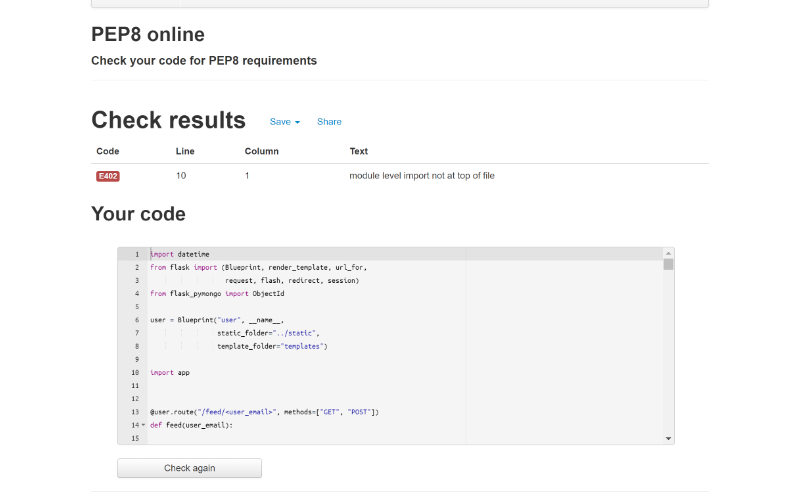 PEP8 online
Check your code for PEP8 requirements
Check results Save Share
Code Line Column Text
E402 10 1 module level import not at top of file
Your code
1 import datetime
2 from flask import (Blueprint, render_template, url_for,
3 request, flash, redirect, session)
4 from flask_pymongo import ObjectId
5
6 user = Blueprint("user", __name__,
7 static_folder="../static",
8 template_folder="templates")
9
10 import app
11
12
13 @user.route("/feed/<user_email>", methods=["GET", "POST"])
14 def feed(user_email):
15
Check again